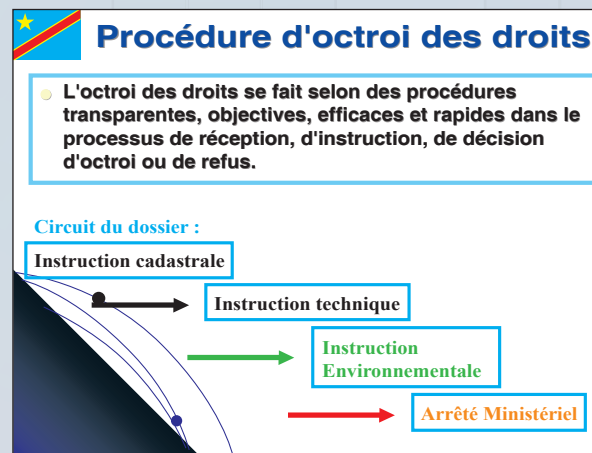 Procédure d'octroi des droits
L'octroi des droits se fait selon des procédures
transparentes, objectives, efficaces et rapides dans le
processus de réception, d'instruction, de décision
d'octroi ou de refus.
Circuit du dossier :
Instruction cadastrale
Instruction technique
Instruction
Environnementale
Arrêté Ministériel